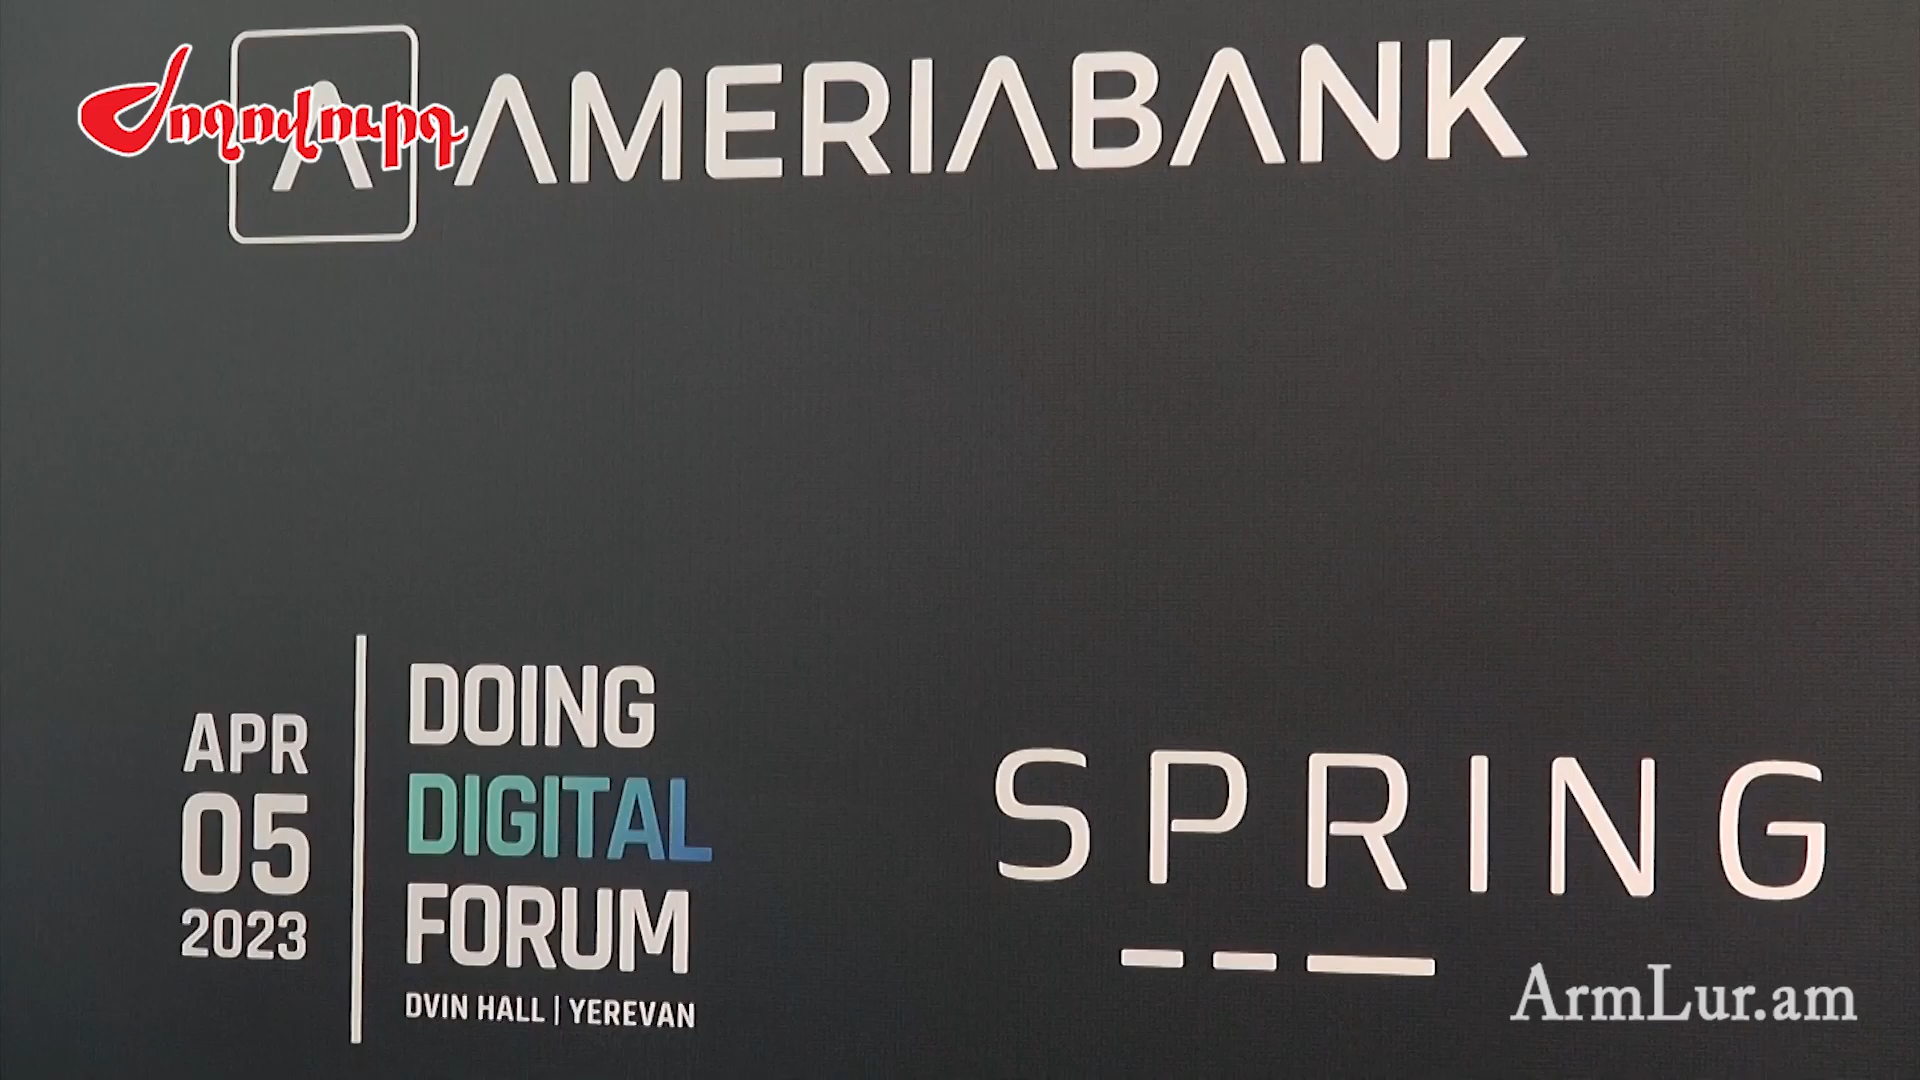 Ժողովուրդ
AMERIABANK
APR
05
2023
DOING
DIGITAL
FORUM
DVIN HALL | YEREVAN
SPRING
ArmLur.am